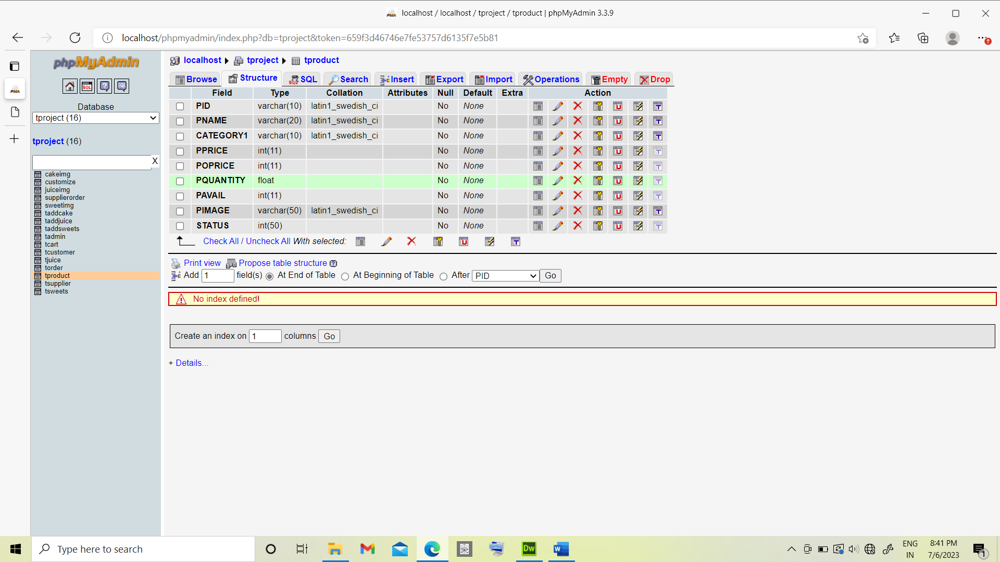 localhost / localhost / tproject / tproduct | phpMyAdmin 3.3.9
localhost/phpmyadmin/index.php?db=tproject&token=659f3d46746e7fe53757d6135f7e5b81
phpMyAdmin
Database
tproject (16)
tproject (16)
X
cakeimg
customize
juiceimg
supplierorder
sweetimg
taddcake
taddjuice
taddsweets
tadmin
tcart
tcustomer
tjuice
torder
tproduct
tsupplier
tsweets
localhost tproject tproduct
Browse Structure SQL Search Insert Export Import Operations Empty Drop
Field Type Collation Attributes Null Default Extra Action
PID varchar(10) latin1_swedish_ci No None
PNAME varchar(20) latin1_swedish_ci No None
CATEGORY1 varchar(10) latin1_swedish_ci No None
PPRICE int(11) No None
POPRICE int(11) No None
PQUANTITY float No None
PAVAIL int(11) No None
PIMAGE varchar(50) latin1_swedish_ci No None
STATUS int(50) No None
Check All / Uncheck All With selected:
Print view Propose table structure
Add 1 field(s) At End of Table At Beginning of Table After PID Go
No index defined!
Create an index on 1 columns Go
+ Details...
Type here to search
ENG
IN
8:41 PM
7/6/2023
1